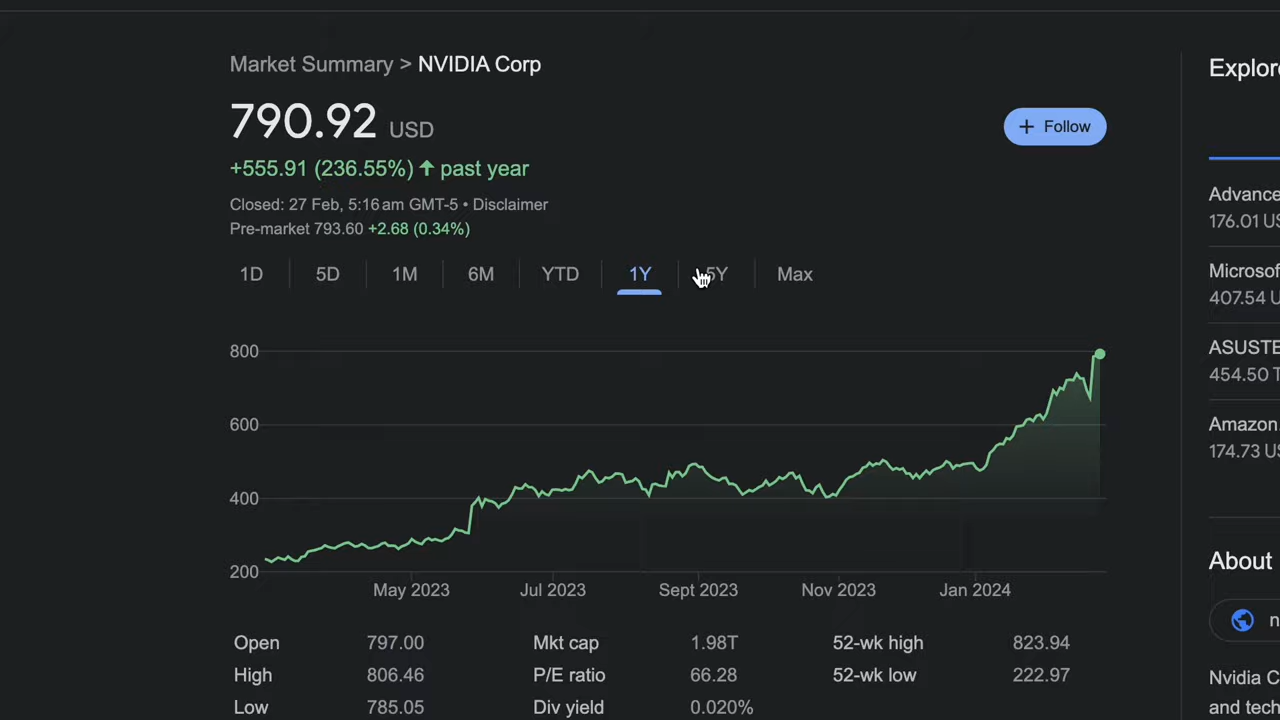 Market Summary > NVIDIA Corp
790.92 USD
+ Follow
+555.91 (236.55%) ↑ past year
Closed: 27 Feb, 5:16 am GMT-5 • Disclaimer
Pre-market 793.60 +2.68 (0.34%)
1D 5D 1M 6M YTD 1Y 5Y Max
800
600
400
200
May 2023 Jul 2023 Sept 2023 Nov 2023 Jan 2024
Open 797.00 Mkt cap 1.98T 52-wk high 823.94
High 806.46 P/E ratio 66.28 52-wk low 222.97
Low 785.05 Div yield 0.020%
Explore
Advance
176.01 US
Microsof
407.54 U
ASUSTE
454.50 T
Amazon.
174.73 US
About
n
Nvidia C
and tech